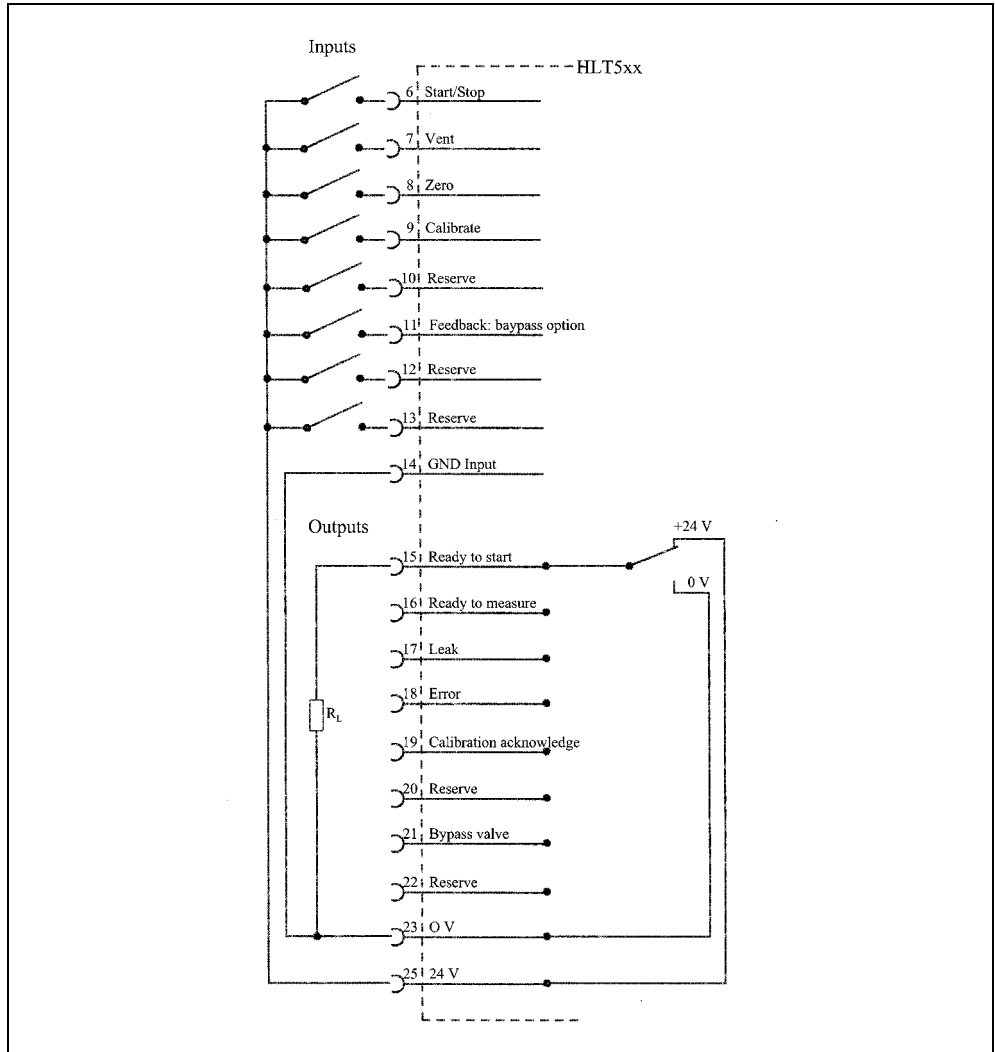 Inputs
HLT5xx
6 Start/Stop
7 Vent
8 Zero
9 Calibrate
10 Reserve
11 Feedback: baypass option
12 Reserve
13 Reserve
14 GND Input
Outputs
+24 V
15 Ready to start
0 V
16 Ready to measure
17 Leak
18 Error
RL
19 Calibration acknowledge
20 Reserve
21 Bypass valve
22 Reserve
23 O V
25 24 V